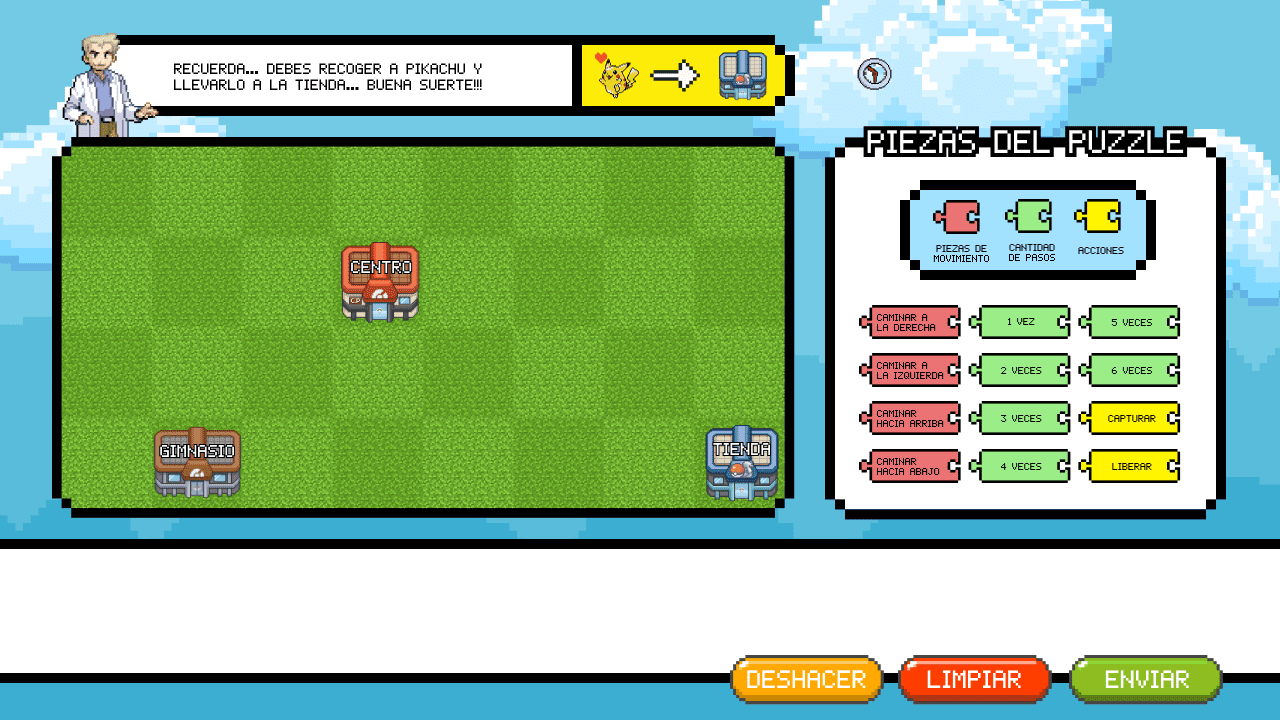 RECUERDA... DEBES RECOGER A PIKACHU Y
LLEVARLO A LA TIENDA... BUENA SUERTE!!!
PIEZAS DEL PUZZLE
PIEZAS DE
MOVIMIENTO
CANTIDAD
DE PASOS
ACCIONES
CENTRO
CP
GIMNASIO
TIENDA
CAMINAR A
LA DERECHA
1 VEZ
5 VECES
CAMINAR A
LA IZQUIERDA
2 VECES
6 VECES
CAMINAR
HACIA ARRIBA
3 VECES
CAPTURAR
CAMINAR
HACIA ABAJO
4 VECES
LIBERAR
DESHACER
LIMPIAR
ENVIAR